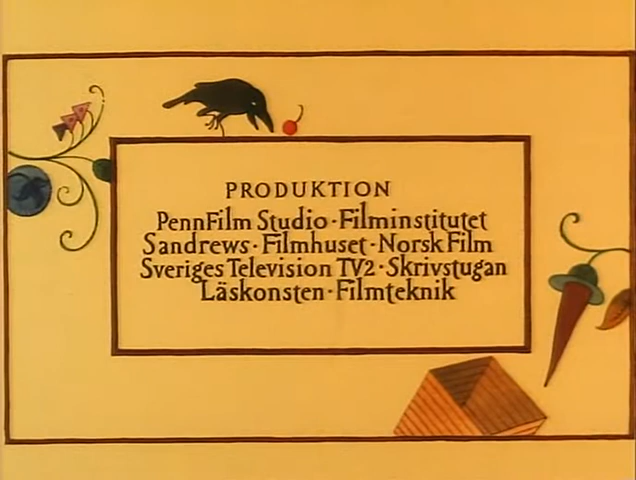 PRODUKTION
PennFilm Studio · Filminstitutet
Sandrews · Filmhuset · Norsk Film
Sveriges Television TV2 · Skrivstugan
Läskonsten · Filmteknik